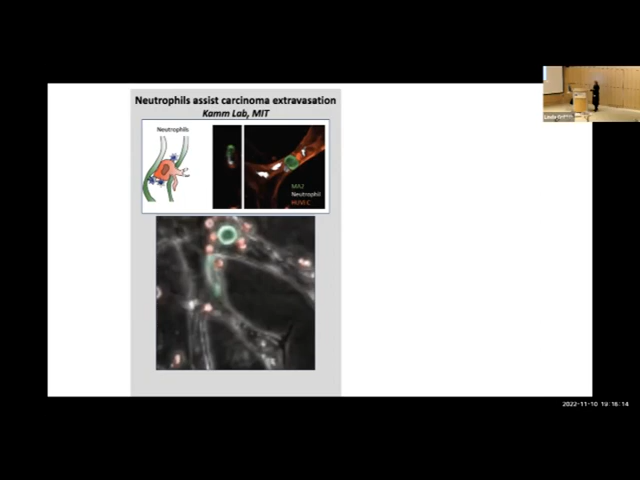 Neutrophils assist carcinoma extravasation
Kamm Lab, MIT
Neutrophils
MA2
Neutrophil
HUVEC
2022-11-10 19:16:14